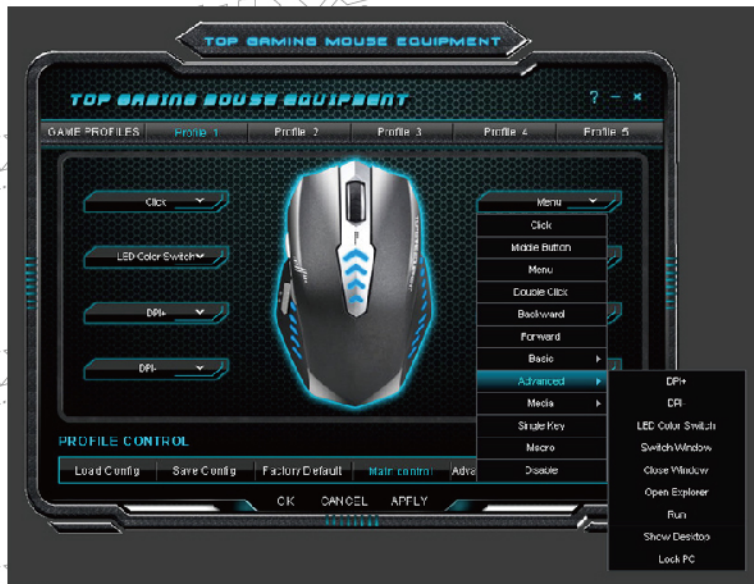 TOP GAMING MOUSE EQUIPMENT
TOP GAMING MOUSE EQUIPMENT
? − ×
GAME PROFILES Profile 1 Profile 2 Profile 3 Profile 4 Profile 5
Click
LED Color Switch
DPI+
DPI-
Menu
Click
Middle Button
Menu
Double Click
Backward
Forward
Basic
Advanced
Media
Single Key
Macro
Disable
DPI+
DPI-
LED Color Switch
Switch Window
Close Window
Open Explorer
Run
Show Desktop
Lock PC
PROFILE CONTROL
Load Config Save Config Factory Default Main control Adva
OK CANCEL APPLY